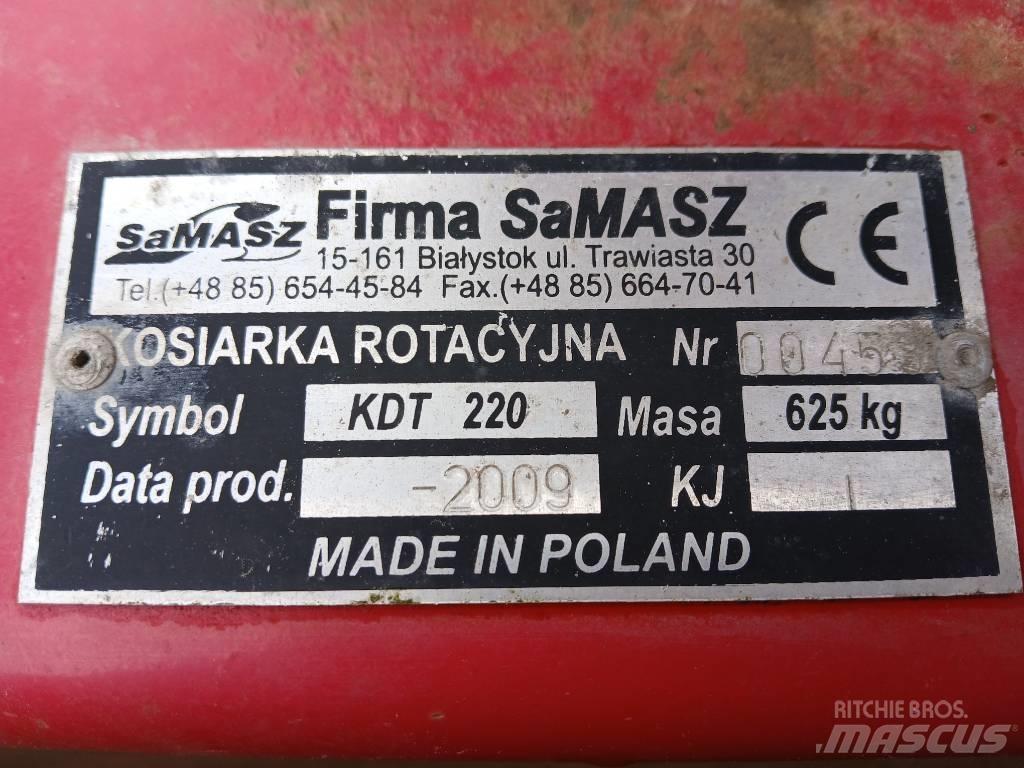 SaMASZ Firma SaMASZ CE
15-161 Białystok ul. Trawiasta 30
Tel.(+48 85) 654-45-84 Fax.(+48 85) 664-70-41
KOSIARKA ROTACYJNA Nr
Symbol KDT 220 Masa 625 kg
Data prod. -2009 KJ I
MADE IN POLAND
RITCHIE BROS.
MASCUS